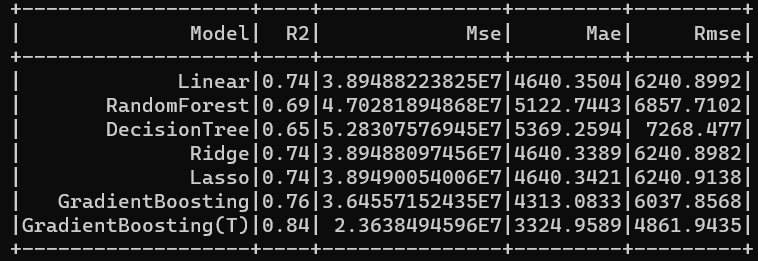 +-------------------+----+----------------+---------+---------+
|              Model|  R2|             Mse|      Mae|     Rmse|
+-------------------+----+----------------+---------+---------+
|             Linear|0.74|3.89488223825E7|4640.3504|6240.8992|
|       RandomForest|0.69|4.70281894868E7|5122.7443|6857.7102|
|       DecisionTree|0.65|5.28307576945E7|5369.2594| 7268.477|
|              Ridge|0.74|3.89488097456E7|4640.3389|6240.8982|
|              Lasso|0.74|3.89490054006E7|4640.3421|6240.9138|
|   GradientBoosting|0.76|3.64557152435E7|4313.0833|6037.8568|
|GradientBoosting(T)|0.84| 2.3638494596E7|3324.9589|4861.9435|
+-------------------+----+----------------+---------+---------+